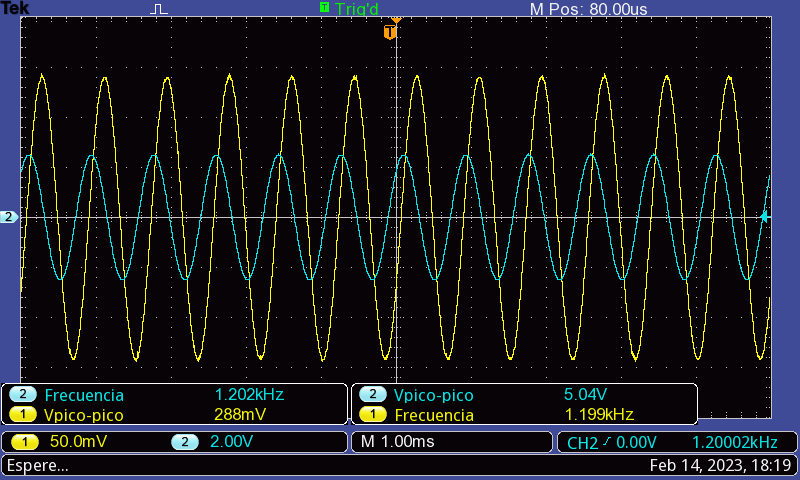 Tek Trig'd M Pos: 80.00us
T
2
2 Frecuencia 1.202kHz 2 Vpico-pico 5.04V
1 Vpico-pico 288mV 1 Frecuencia 1.199kHz
1 50.0mV 2 2.00V M 1.00ms CH2 0.00V 1.20002kHz
Espere... Feb 14, 2023, 18:19